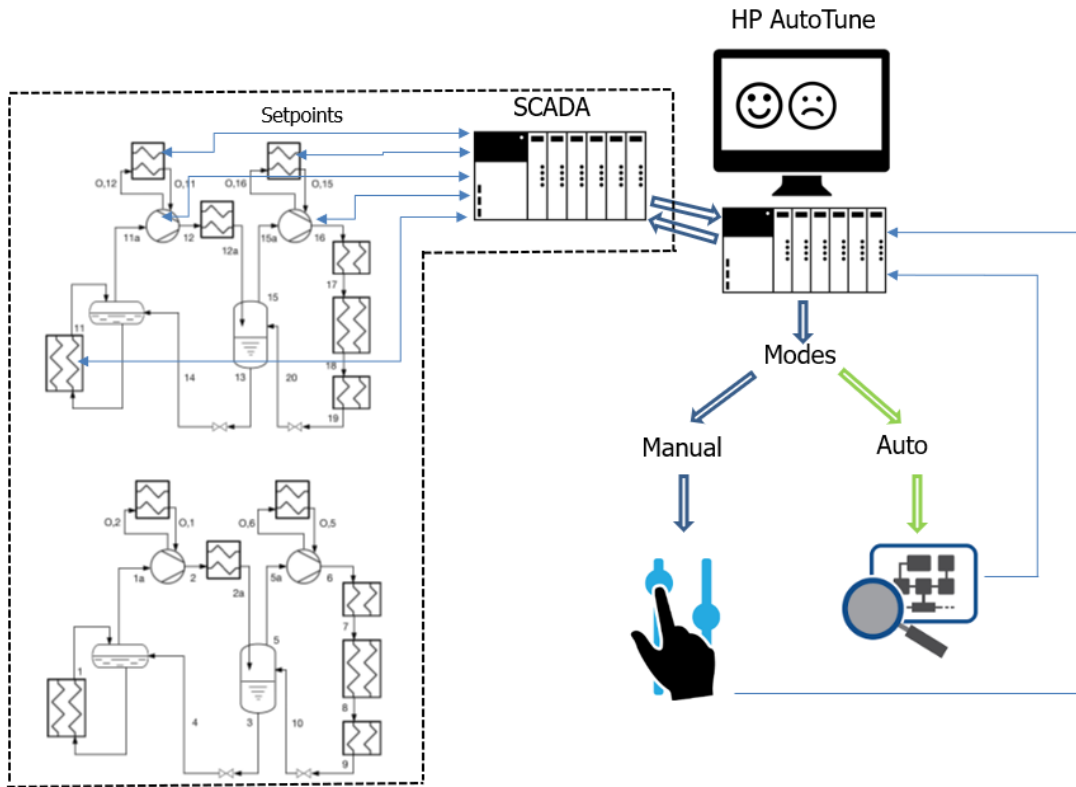 HP AutoTune
SCADA
Setpoints
O,12
O,11
O,16
O,15
11a
12
12a
15a
16
17
15
11
14
13
20
18
19
Modes
Manual
Auto
O,2
O,1
O,6
O,5
1a
2
2a
5a
6
7
5
1
4
3
10
8
9